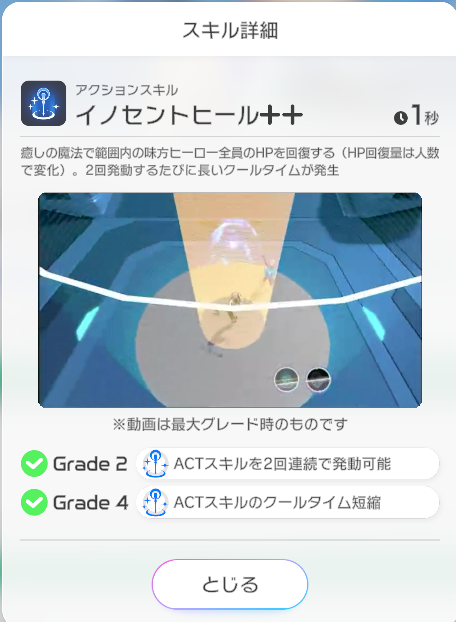 スキル詳細
アクションスキル
イノセントヒール++
1秒
癒しの魔法で範囲内の味方ヒーロー全員のHPを回復する（HP回復量は人数
で変化）。2回発動するたびに長いクールタイムが発生
※動画は最大グレード時のものです
Grade 2 ACTスキルを2回連続で発動可能
Grade 4 ACTスキルのクールタイム短縮
とじる